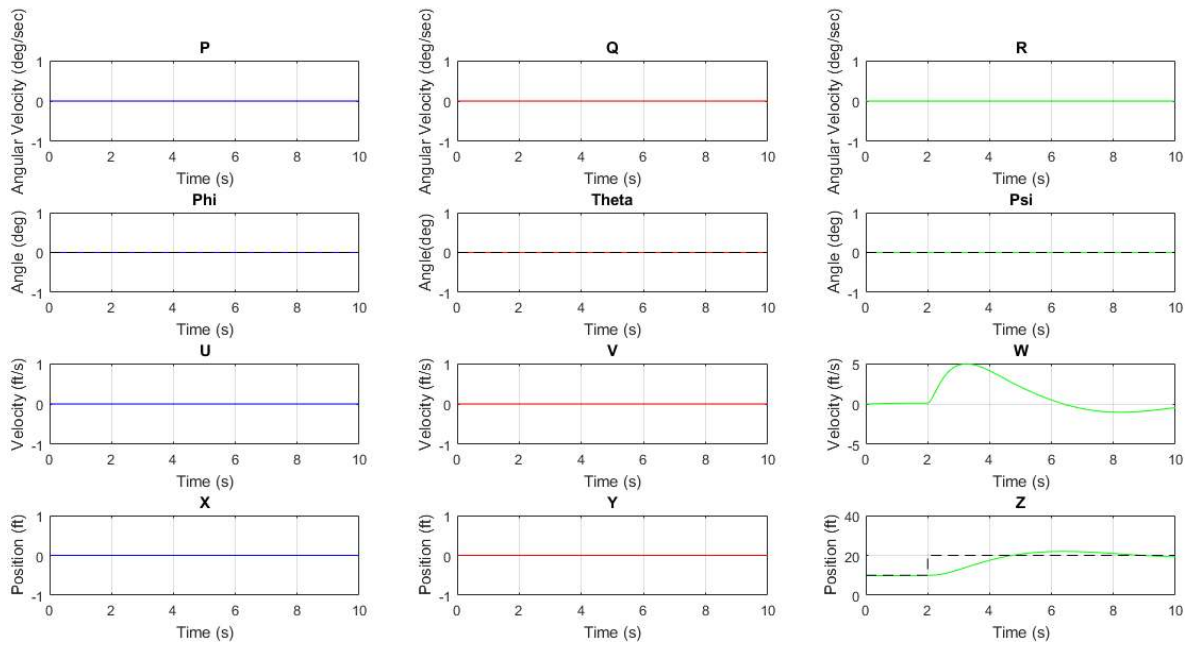 P
Angular Velocity (deg/sec)
1
0
-1
0 2 4 6 8 10
Time (s)
Q
Angular Velocity (deg/sec)
1
0
-1
0 2 4 6 8 10
Time (s)
R
Angular Velocity (deg/sec)
1
0
-1
0 2 4 6 8 10
Time (s)
Phi
Angle (deg)
1
0
-1
0 2 4 6 8 10
Time (s)
Theta
Angle(deg)
1
0
-1
0 2 4 6 8 10
Time (s)
Psi
Angle (deg)
1
0
-1
0 2 4 6 8 10
Time (s)
U
Velocity (ft/s)
1
0
-1
0 2 4 6 8 10
Time (s)
V
Velocity (ft/s)
1
0
-1
0 2 4 6 8 10
Time (s)
W
Velocity (ft/s)
5
0
-5
0 2 4 6 8 10
Time (s)
X
Position (ft)
1
0
-1
0 2 4 6 8 10
Time (s)
Y
Position (ft)
1
0
-1
0 2 4 6 8 10
Time (s)
Z
Position (ft)
40
20
0
0 2 4 6 8 10
Time (s)